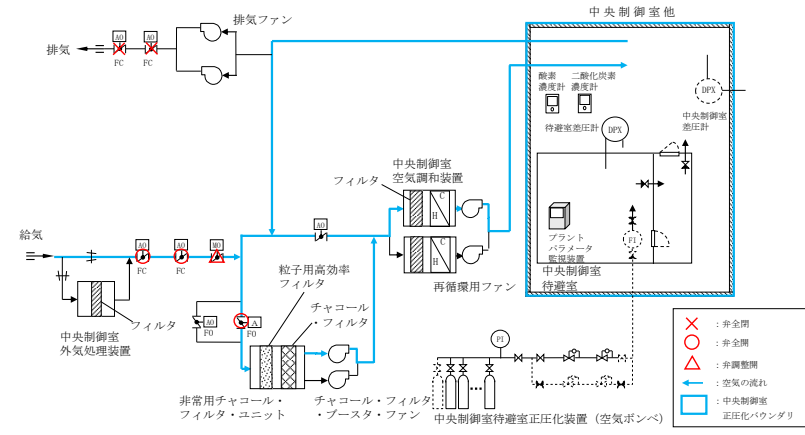 中央制御室他
排気ファン
排気
AO
AO
FC
FC
酸素
濃度計
二酸化炭素
濃度計
DPX
中央制御室
差圧計
待避室差圧計
DPX
中央制御室
空気調和装置
フィルタ
C
H
C
H
再循環用ファン
AO
給気
AO
AO
MO
FC
FC
フィルタ
中央制御室
外気処理装置
粒子用高効率
フィルタ
チャコール
・フィルタ
AO
FO
A
FO
非常用チャコール・
フィルタ・ユニット
チャコール・フィルタ
・ブースタ・ファン
プラント
パラメータ
監視装置
FI
中央制御室
待避室
PI
中央制御室待避室正圧化装置（空気ボンベ）
：弁全閉
：弁全開
：弁調整開
：空気の流れ
：中央制御室
正圧化バウンダリ